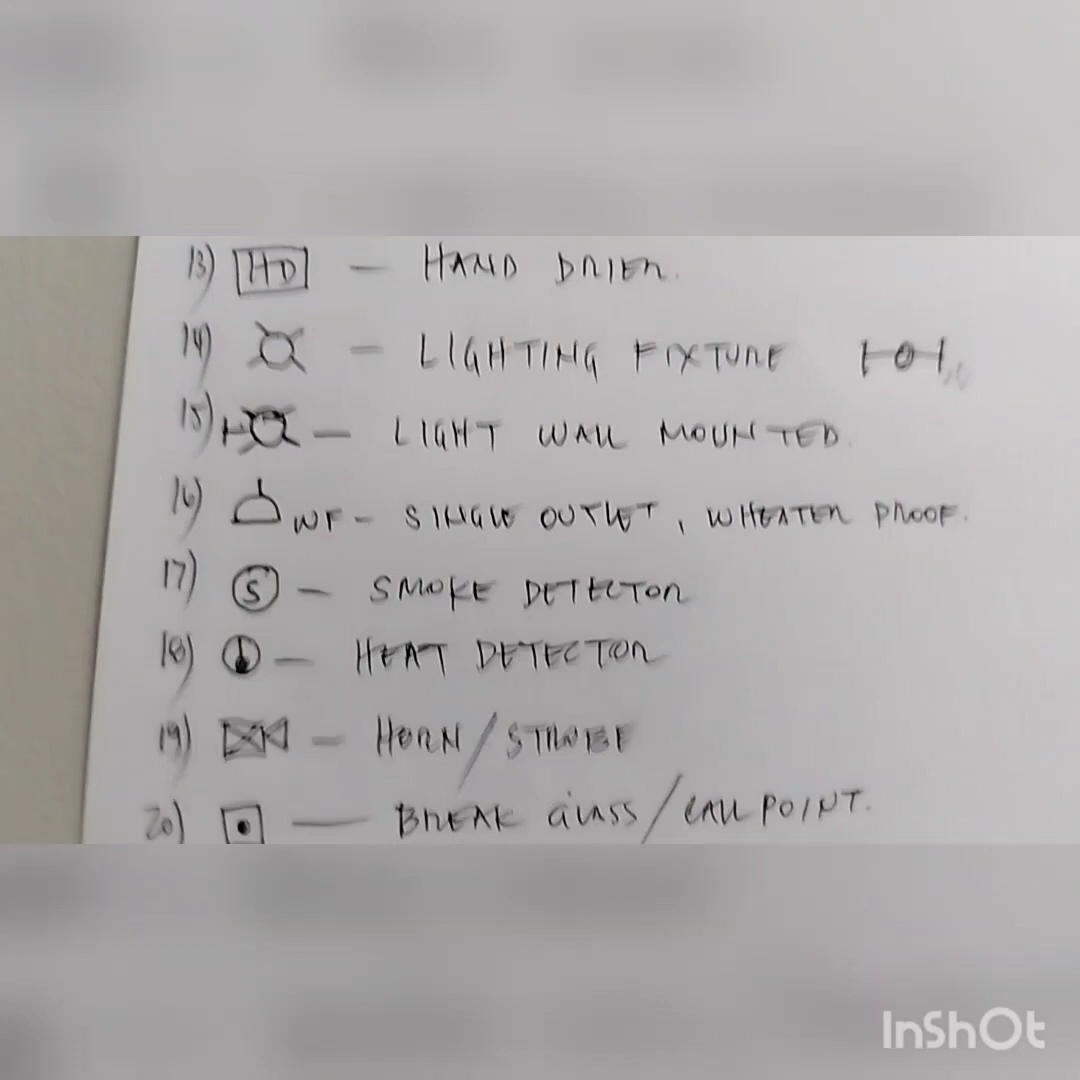 13) HD — HAND DRIER.
14) — LIGHTING FIXTURE
15) — LIGHT WALL MOUNTED.
16) WP — SINGLE OUTLET, WHEATER PROOF.
17) S — SMOKE DETECTOR
18) — HEAT DETECTOR
19) — HORN / STROBE
20) — BREAK GLASS / CALL POINT.
InShOt